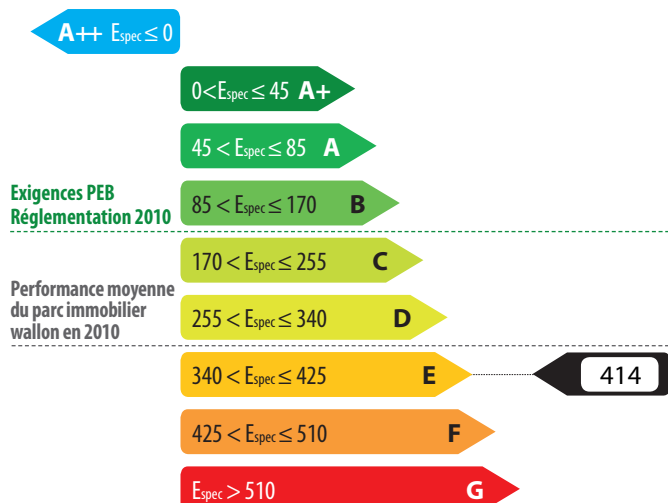 A++ Espec ≤ 0
0<Espec ≤ 45 A+
45 < Espec ≤ 85 A
Exigences PEB
Réglementation 2010
85 < Espec ≤ 170 B
170 < Espec ≤ 255 C
Performance moyenne
du parc immobilier
wallon en 2010
255 < Espec ≤ 340 D
340 < Espec ≤ 425 E
414
425 < Espec ≤ 510 F
Espec > 510 G